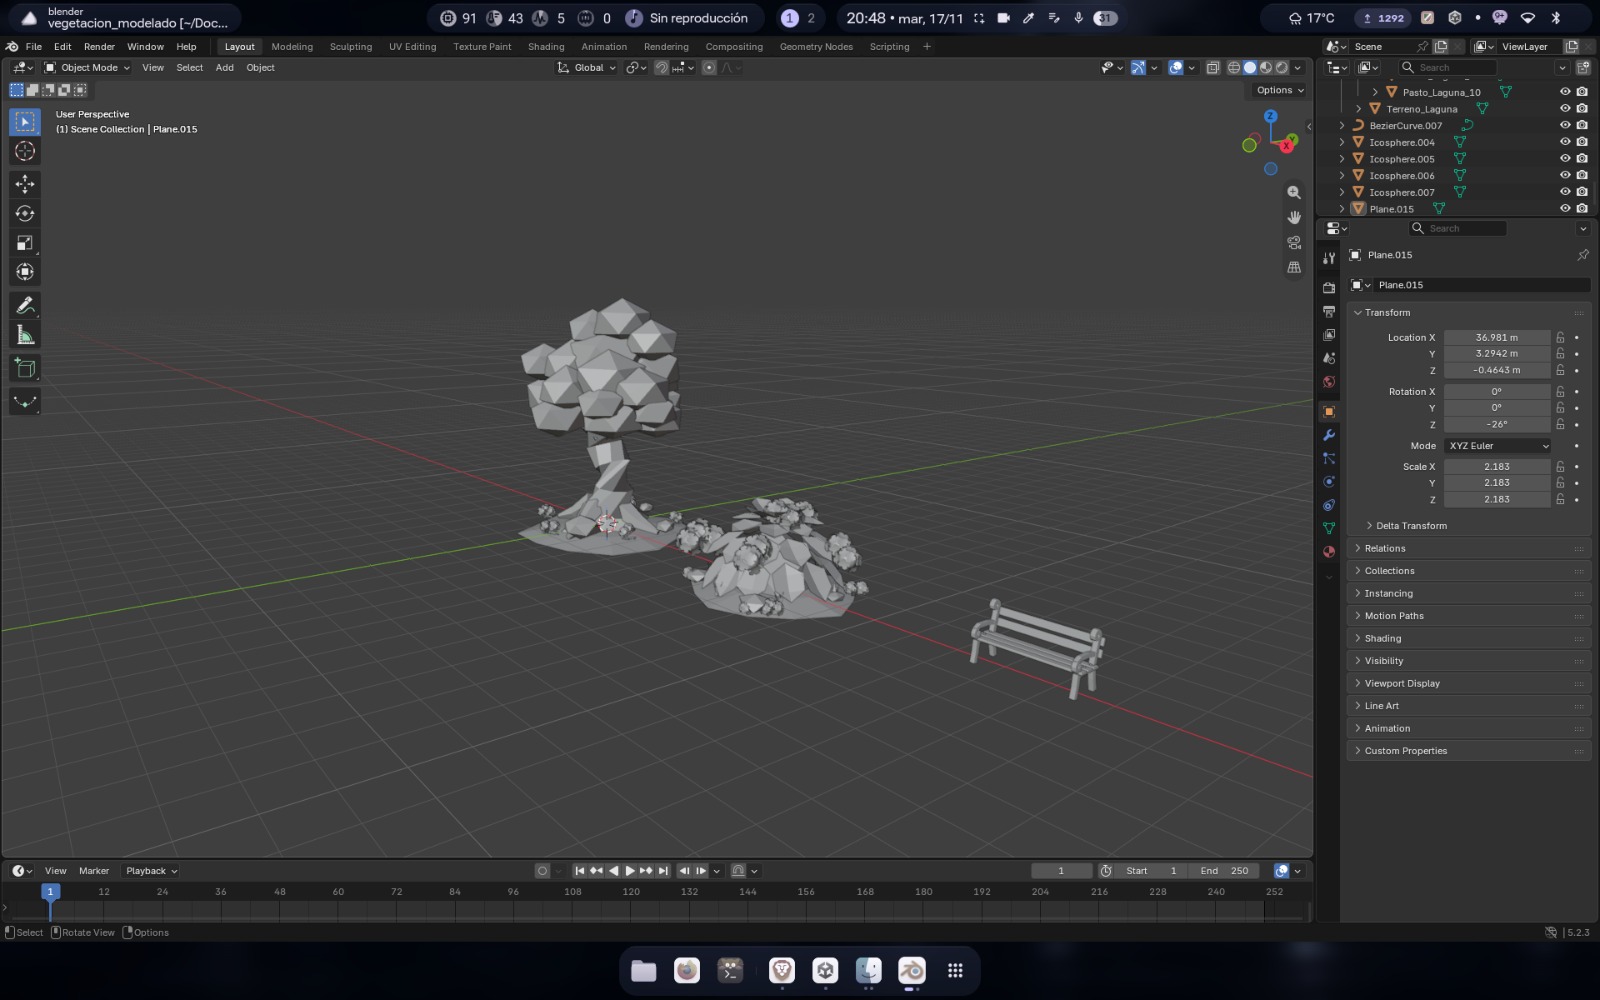 blender
vegetacion_modelado [~/Doc...
91 43 5 0 Sin reproducción
1 2
20:48 • mar, 17/11 31
17°C 1292 9+
File Edit Render Window Help Layout Modeling Sculpting UV Editing Texture Paint Shading Animation Rendering Compositing Geometry Nodes Scripting +
Scene ViewLayer
Object Mode View Select Add Object Global
Search
Options
User Perspective
(1) Scene Collection | Plane.015
Z
Y
X
Pasto_Laguna_10
Terreno_Laguna
BezierCurve.007
Icosphere.004
Icosphere.005
Icosphere.006
Icosphere.007
Plane.015
Search
Plane.015
Plane.015
Transform
Location X 36.981 m
Y 3.2942 m
Z -0.4643 m
Rotation X 0°
Y 0°
Z -26°
Mode XYZ Euler
Scale X 2.183
Y 2.183
Z 2.183
Delta Transform
Relations
Collections
Instancing
Motion Paths
Shading
Visibility
Viewport Display
Line Art
Animation
Custom Properties
View Marker Playback
1 Start 1 End 250
1 12 24 36 48 60 72 84 96 108 120 132 144 156 168 180 192 204 216 228 240 252
Select Rotate View Options
5.2.3